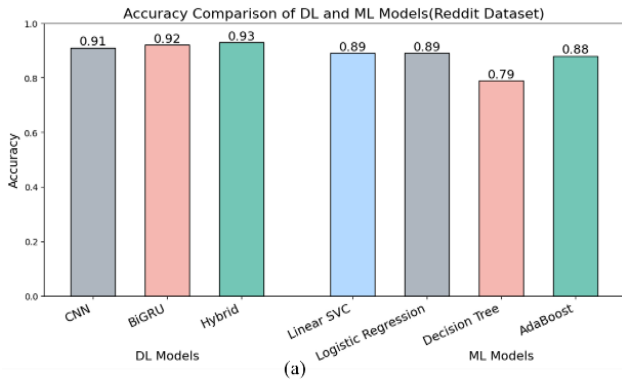 Accuracy Comparison of DL and ML Models(Reddit Dataset)
1.0
0.8
0.6
0.4
0.2
0.0
Accuracy
0.91
0.92
0.93
0.89
0.89
0.79
0.88
CNN
BiGRU
Hybrid
Linear SVC
Logistic Regression
Decision Tree
AdaBoost
DL Models
ML Models
(a)